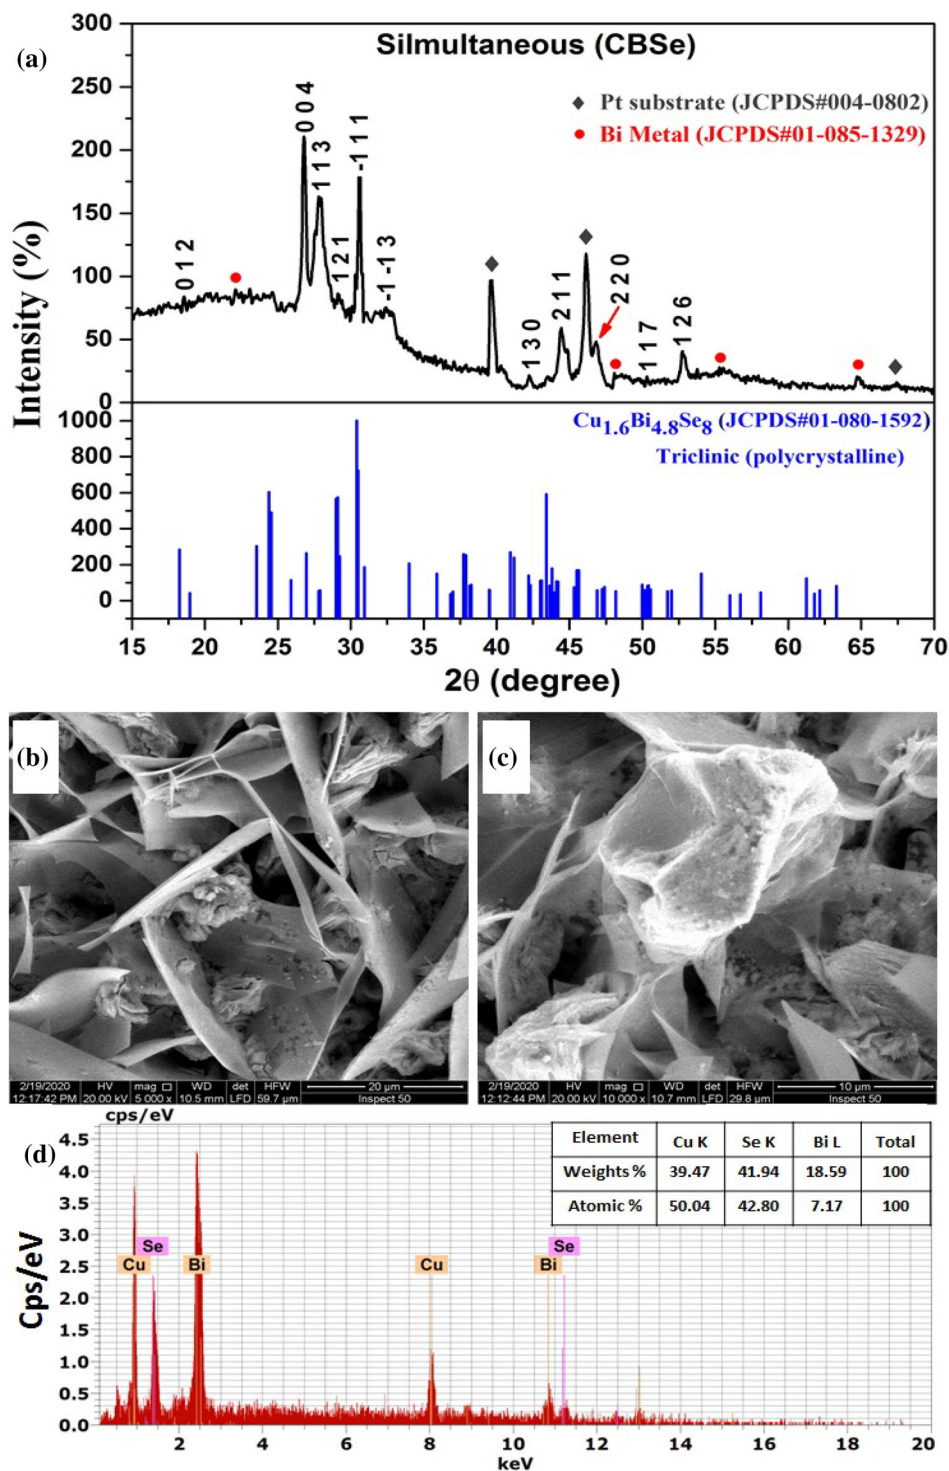 (a)
Silmultaneous (CBSe)
Pt substrate (JCPDS#004-0802)
Bi Metal (JCPDS#01-085-1329)
300
250
200
150
100
50
0
Intensity (%)
0 1 2
0 0 4
1 1 3
1 2 1
-1 1 1
-1 -1 3
1 3 0
2 1 1
2 2 0
1 1 7
1 2 6
Cu1.6Bi4.8Se8 (JCPDS#01-080-1592)
Triclinic (polycrystalline)
1000
800
600
400
200
0
15 20 25 30 35 40 45 50 55 60 65 70
2θ (degree)
(b)
2/19/2020 HV mag WD det HFW 20 µm
12:17:42 PM 20.00 kV 5 000 x 10.5 mm LFD 59.7 µm Inspect 50
(c)
2/19/2020 HV mag WD det HFW 10 µm
12:12:44 PM 20.00 kV 10 000 x 10.7 mm LFD 29.8 µm Inspect 50
(d)
cps/eV
Cps/eV
4.5
4.0
3.5
3.0
2.5
2.0
1.5
1.0
0.5
0.0
Element Cu K Se K Bi L Total
Weights % 39.47 41.94 18.59 100
Atomic % 50.04 42.80 7.17 100
Se Se
Cu Bi Cu Bi
2 4 6 8 10 12 14 16 18 20
keV